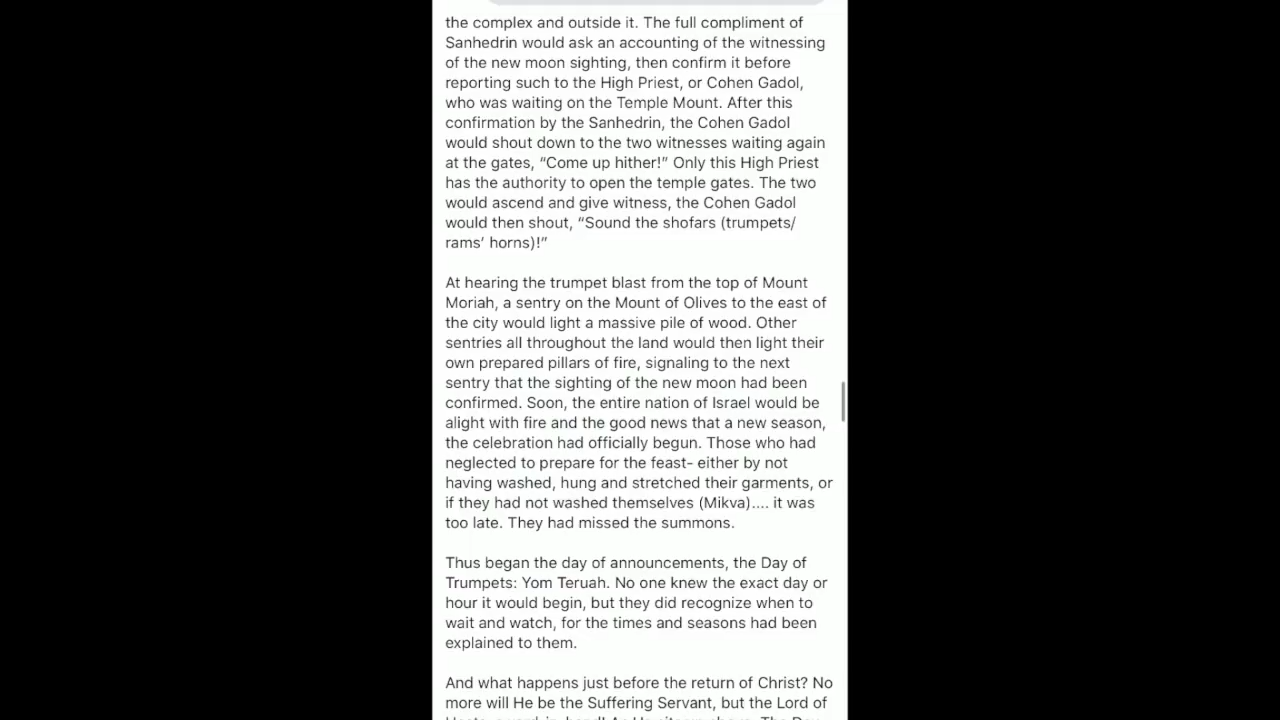 the complex and outside it. The full compliment of
Sanhedrin would ask an accounting of the witnessing
of the new moon sighting, then confirm it before
reporting such to the High Priest, or Cohen Gadol,
who was waiting on the Temple Mount. After this
confirmation by the Sanhedrin, the Cohen Gadol
would shout down to the two witnesses waiting again
at the gates, “Come up hither!” Only this High Priest
has the authority to open the temple gates. The two
would ascend and give witness, the Cohen Gadol
would then shout, “Sound the shofars (trumpets/
rams’ horns)!”
At hearing the trumpet blast from the top of Mount
Moriah, a sentry on the Mount of Olives to the east of
the city would light a massive pile of wood. Other
sentries all throughout the land would then light their
own prepared pillars of fire, signaling to the next
sentry that the sighting of the new moon had been
confirmed. Soon, the entire nation of Israel would be
alight with fire and the good news that a new season,
the celebration had officially begun. Those who had
neglected to prepare for the feast- either by not
having washed, hung and stretched their garments, or
if they had not washed themselves (Mikva).... it was
too late. They had missed the summons.
Thus began the day of announcements, the Day of
Trumpets: Yom Teruah. No one knew the exact day or
hour it would begin, but they did recognize when to
wait and watch, for the times and seasons had been
explained to them.
And what happens just before the return of Christ? No
more will He be the Suffering Servant, but the Lord of